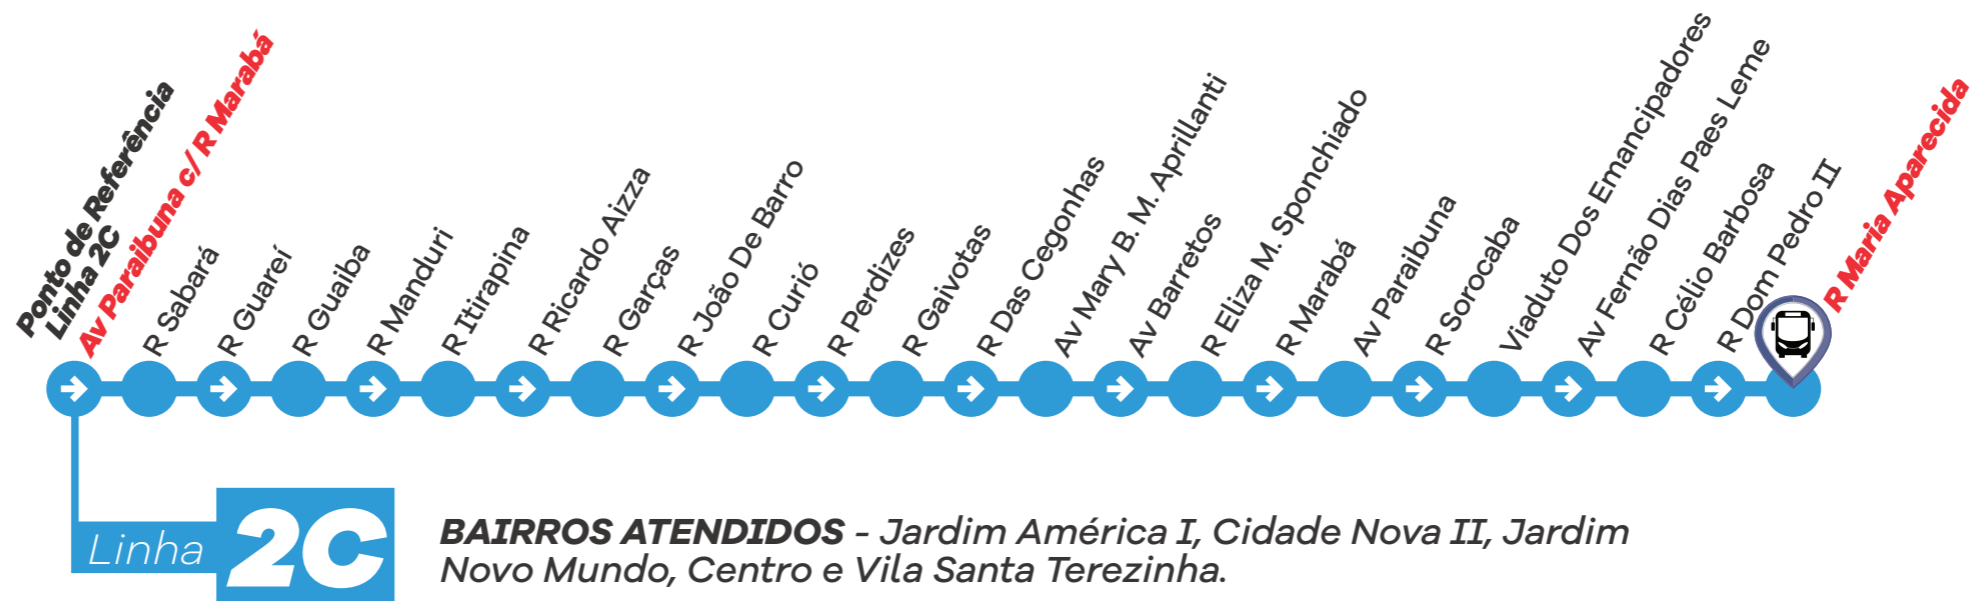 Ponto de Referência
Linha 2C
Av Paraibuna c/ R Marabá
R Sabará
R Guareí
R Guaiba
R Manduri
R Itirapina
R Ricardo Aizza
R Garças
R João De Barro
R Curió
R Perdizes
R Gaivotas
R Das Cegonhas
Av Mary B. M. Aprillanti
Av Barretos
R Eliza M. Sponchiado
R Marabá
Av Paraibuna
R Sorocaba
Viaduto Dos Emancipadores
Av Fernão Dias Paes Leme
R Célio Barbosa
R Dom Pedro II
R Maria Aparecida
Linha 2C
BAIRROS ATENDIDOS - Jardim América I, Cidade Nova II, Jardim
Novo Mundo, Centro e Vila Santa Terezinha.